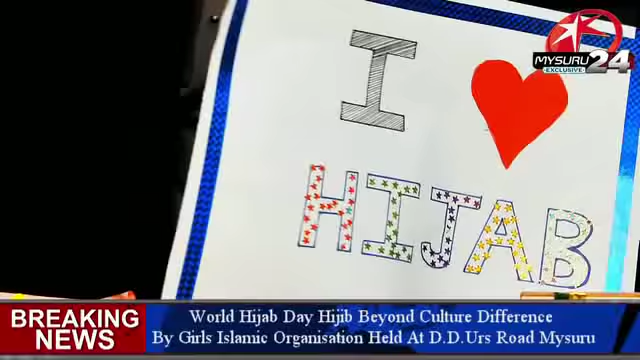 I
HIJAB
MYSURU 24
EXCLUSIVE
BREAKING NEWS
World Hijab Day Hijib Beyond Culture Difference
By Girls Islamic Organisation Held At D.D.Urs Road Mysuru